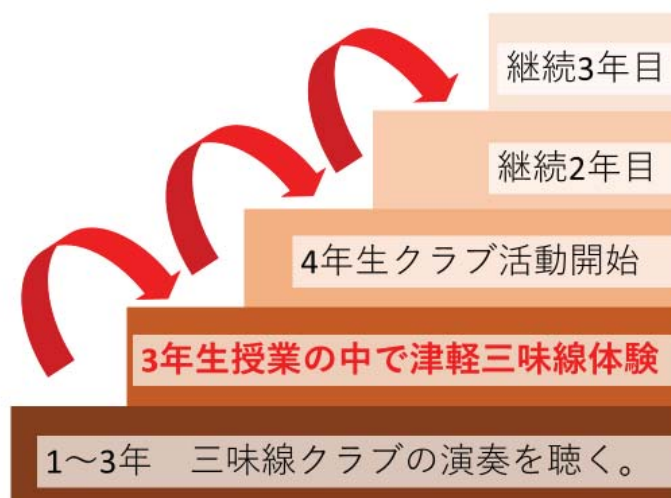 継続3年目
継続2年目
4年生クラブ活動開始
3年生授業の中で津軽三味線体験
1～3年　三味線クラブの演奏を聴く。